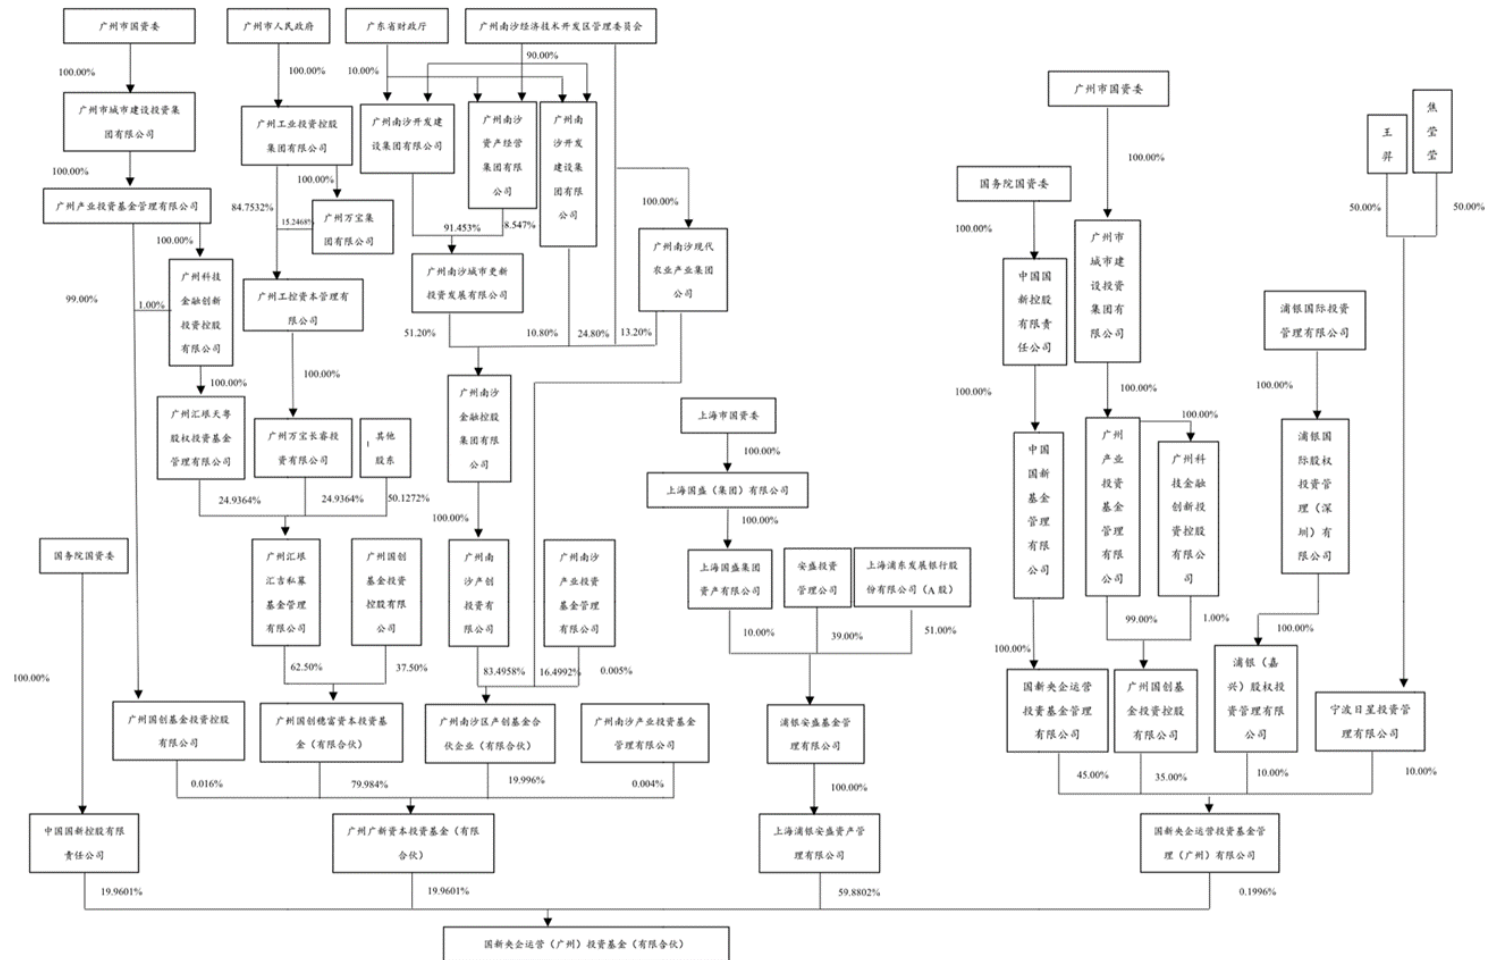 广州市国资委
广州市人民政府
广东省财政厅
广州南沙经济技术开发区管理委员会
90.00%
100.00%
100.00%
10.00%
广州市城市建设投资集
团有限公司
广州工业投资控股
集团有限公司
广州南沙开发建
设集团有限公司
广州南沙
资产经营
集团有限
公司
广州南
沙开发
建设集
团有限
公司
广州市国资委
王
羿
焦
莹
莹
100.00%
100.00%
100.00%
国务院国资委
广州产业投资基金管理有限公司
84.7532%
15.2468%
广州万宝集
团有限公司
91.453%
8.547%
100.00%
50.00%
50.00%
100.00%
100.00%
广州科技
金融创新
投资控股
有限公司
99.00%
1.00%
广州工控资本管理有
限公司
广州南沙城市更新
投资发展有限公司
广州南沙现代
农业产业集团
公司
中国国
新控股
有限责
任公司
广州市
城市建
设投资
集团有
限公司
浦银国际投资
管理有限公司
51.20%
10.80%
24.80%
13.20%
100.00%
100.00%
100.00%
100.00%
100.00%
广州汇垠天粤
股权投资基金
管理有限公司
广州万宝长睿投
资有限公司
其他
股东
广州南沙
金融控股
集团有限
公司
上海市国资委
100.00%
100.00%
中国
国新
基金
管理
有限
公司
广州
产业
投资
基金
管理
有限
公司
广州科
技金融
创新投
资控股
有限公
司
浦银国
际股权
投资管
理（深
圳）有
限公司
24.9364%
24.9364%
50.1272%
上海国盛（集团）有限公司
100.00%
100.00%
国务院国资委
广州汇垠
汇吉私募
基金管理
有限公司
广州国创
基金投资
控股有限
公司
广州南
沙产创
投资有
限公司
广州南沙
产业投资
基金管理
有限公司
上海国盛集团
资产有限公司
安盛投资
管理公司
上海浦东发展银行股
份有限公司（A股）
10.00%
39.00%
51.00%
99.00%
1.00%
100.00%
100.00%
62.50%
37.50%
83.4958%
16.4992%
0.005%
100.00%
广州国创基金投资控股
有限公司
广州国创穗富资本投资基
金（有限合伙）
广州南沙区产创基金合
伙企业（有限合伙）
广州南沙产业投资基金
管理有限公司
浦银安盛基金管
理有限公司
国新央企运营
投资基金管理
有限公司
广州国创基
金投资控股
有限公司
浦银（嘉
兴）股权投
资管理有限
公司
宁波日星投资管
理有限公司
0.016%
79.984%
19.996%
0.004%
100.00%
45.00%
35.00%
10.00%
10.00%
中国国新控股有限
责任公司
广州广新资本投资基金（有限
合伙）
上海浦银安盛资产管
理有限公司
国新央企运营投资基金管
理（广州）有限公司
19.9601%
19.9601%
59.8802%
0.1996%
国新央企运营（广州）投资基金（有限合伙）